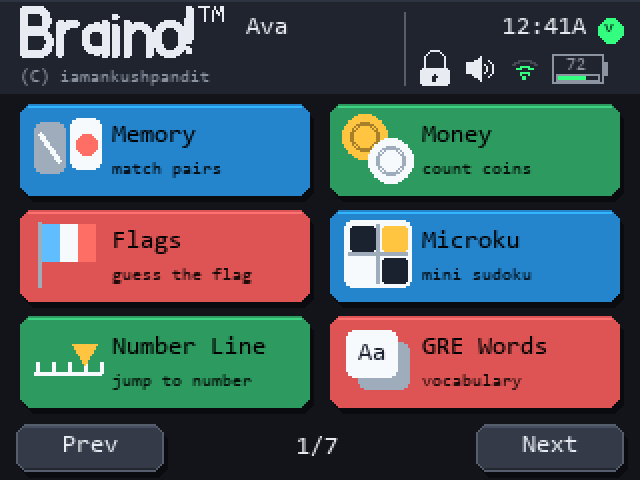 Braino!™ Ava 12:41A V
(C) iamankushpandit 72
Memory
match pairs
Money
count coins
Flags
guess the flag
Microku
mini sudoku
Number Line
jump to number
Aa
GRE Words
vocabulary
Prev 1/7 Next